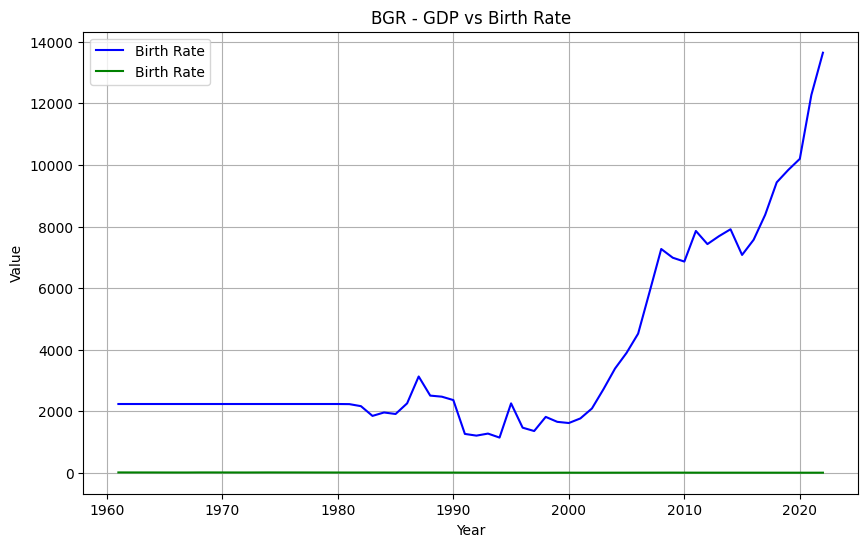 BGR - GDP vs Birth Rate
Birth Rate
Birth Rate
14000
12000
10000
8000
6000
4000
2000
0
Value
1960 1970 1980 1990 2000 2010 2020
Year